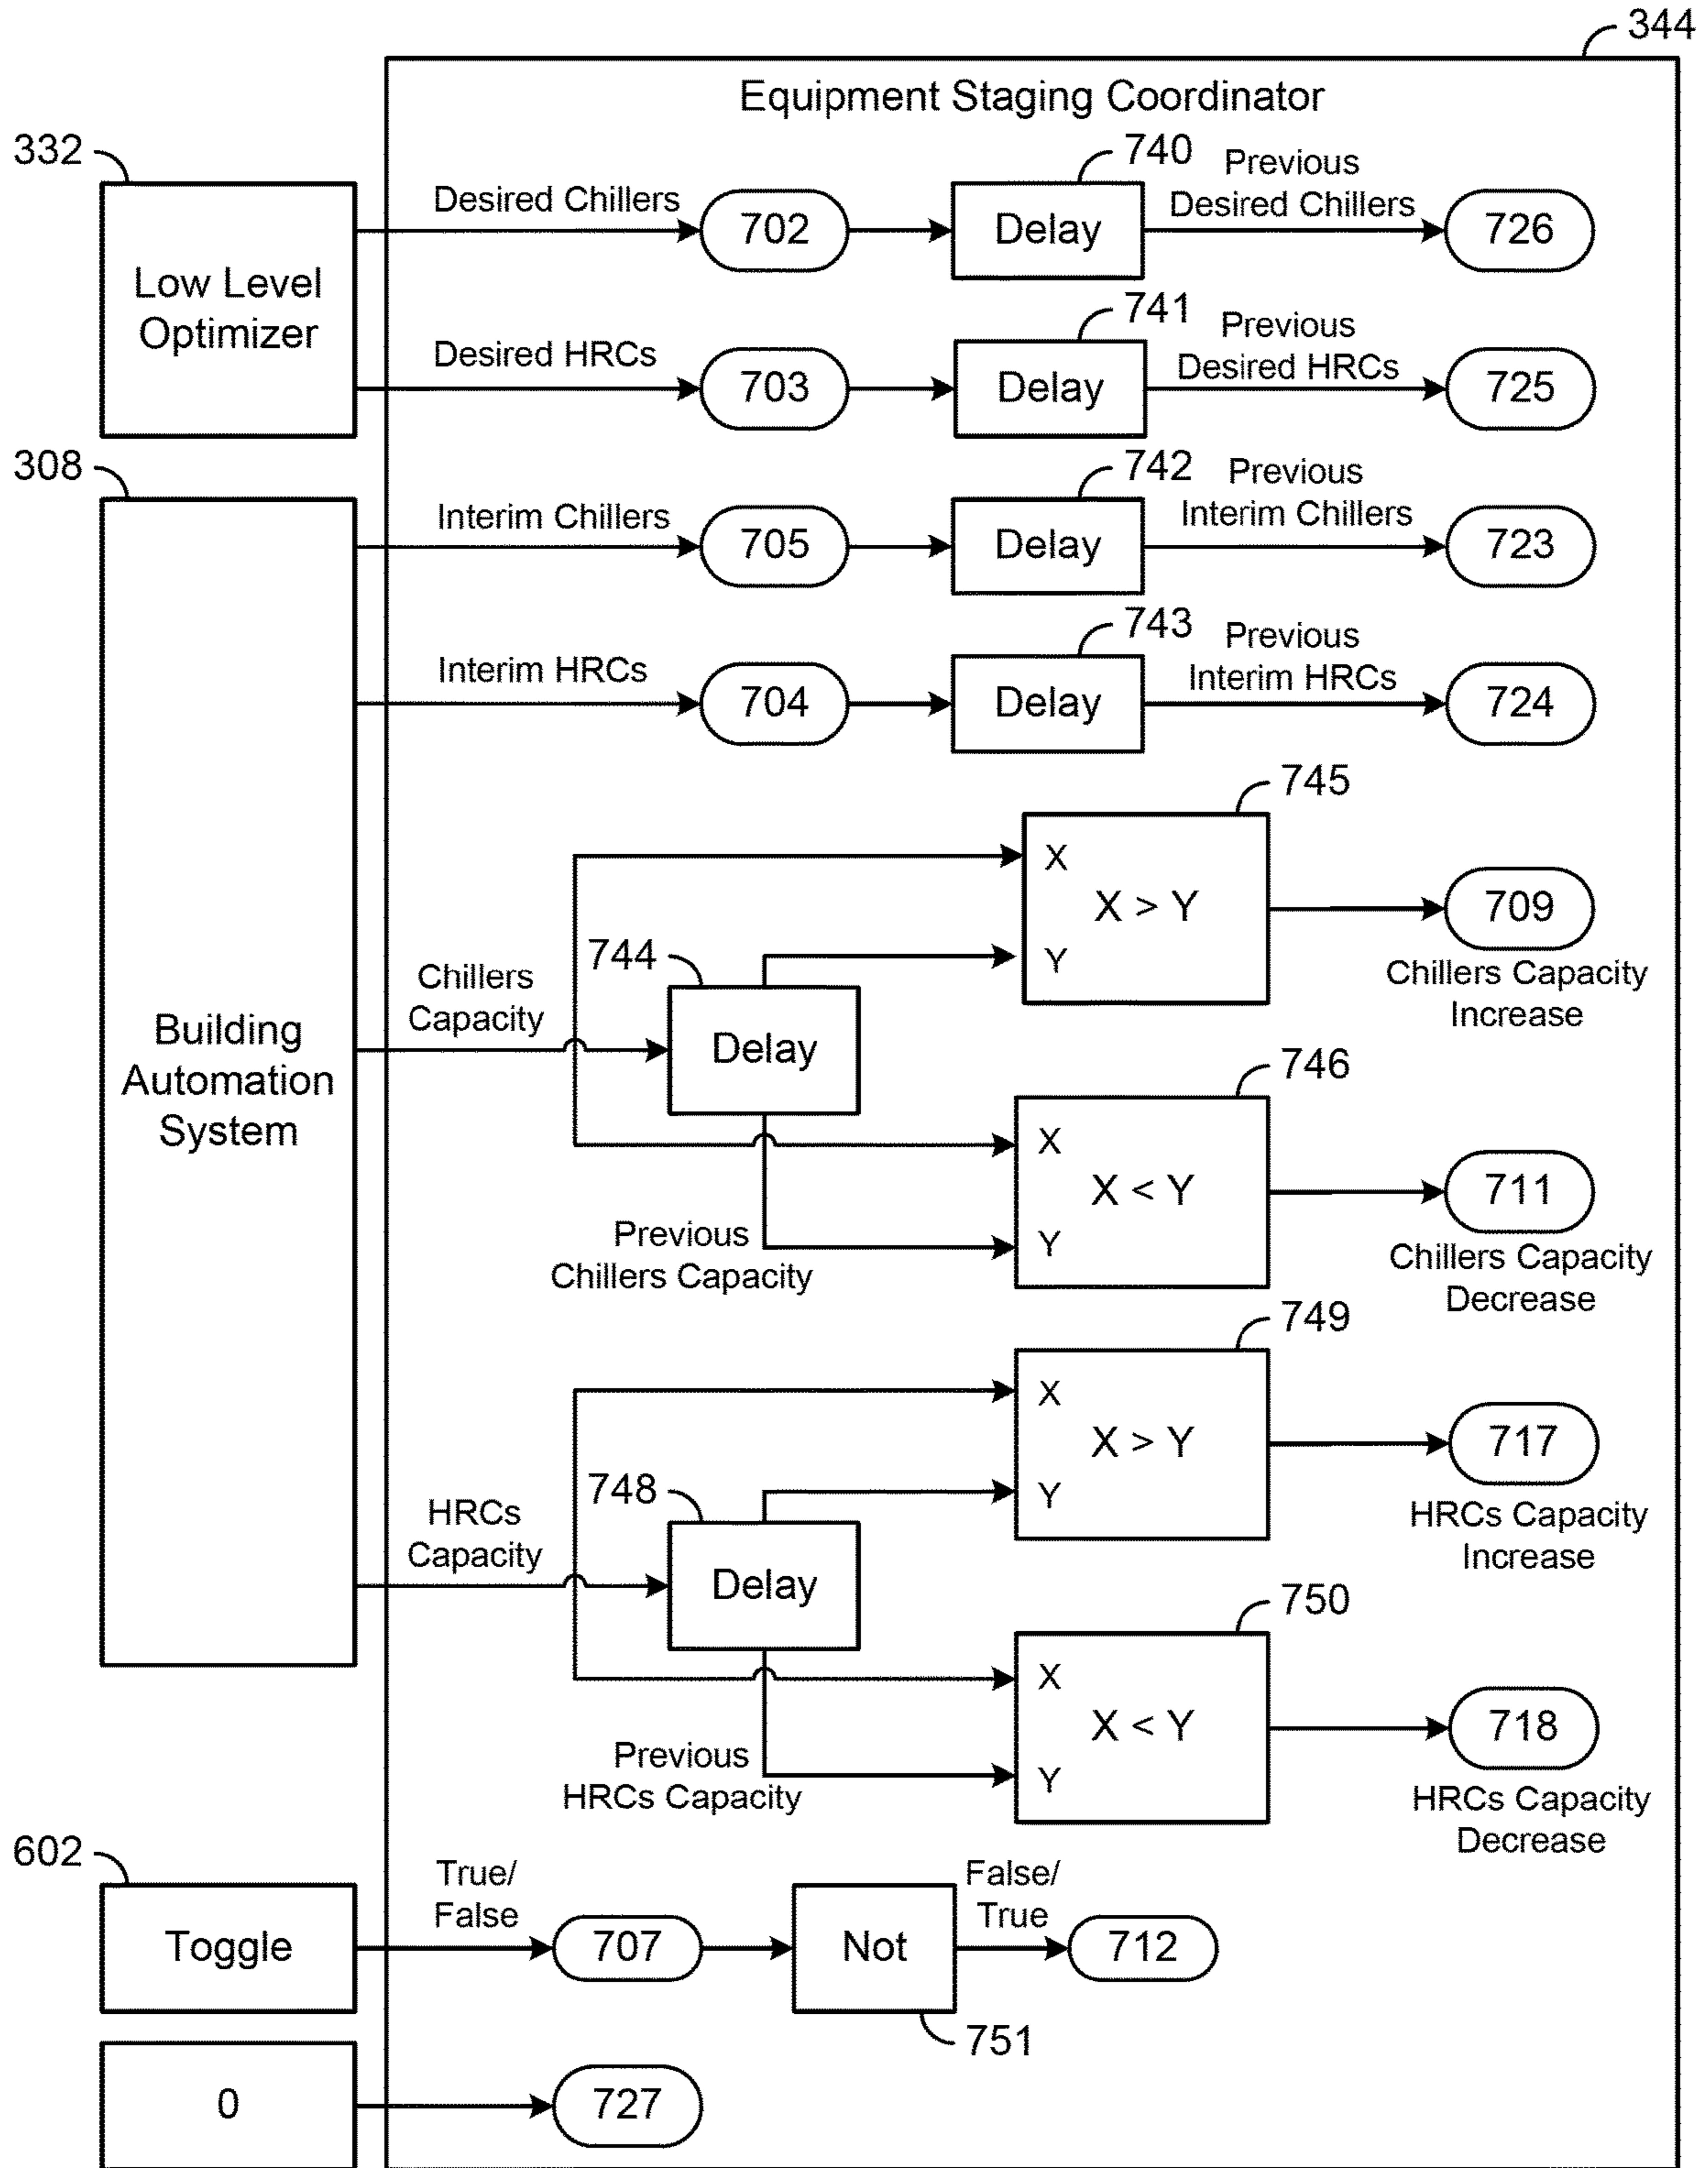 344
Equipment Staging Coordinator
332
Low Level
Optimizer
Desired Chillers
702
740
Delay
Previous
Desired Chillers
726
Desired HRCs
703
741
Delay
Previous
Desired HRCs
725
308
Building
Automation
System
Interim Chillers
705
742
Delay
Previous
Interim Chillers
723
Interim HRCs
704
743
Delay
Previous
Interim HRCs
724
745
X
X > Y
Y
709
Chillers Capacity
Increase
Chillers
Capacity
744
Delay
746
X
X < Y
Y
711
Chillers Capacity
Decrease
Previous
Chillers Capacity
749
X
X > Y
Y
717
HRCs Capacity
Increase
HRCs
Capacity
748
Delay
750
X
X < Y
Y
718
HRCs Capacity
Decrease
Previous
HRCs Capacity
602
Toggle
True/
False
707
Not
751
False/
True
712
0
727